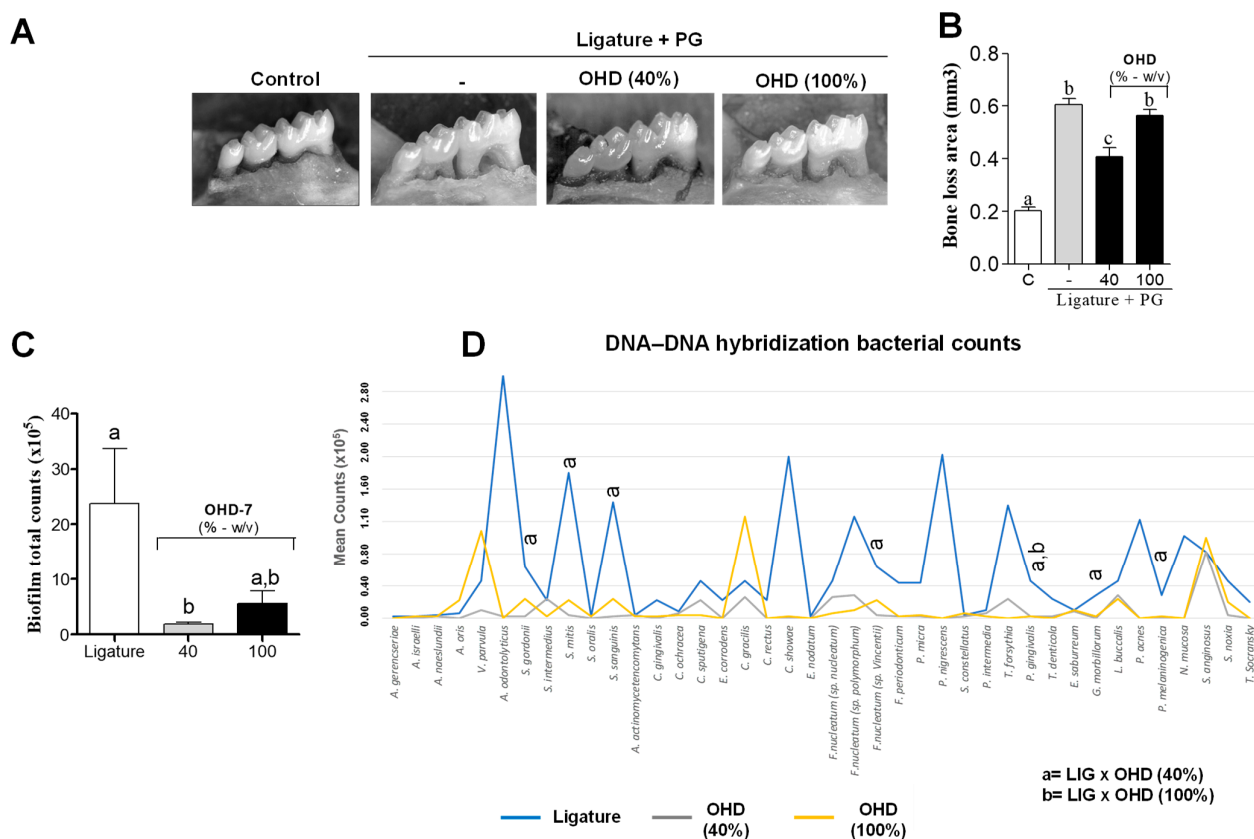 A
Ligature + PG
Control
-
OHD (40%)
OHD (100%)
B
Bone loss area (mm3)
0.8
0.6
0.4
0.2
0.0
OHD
(% - w/v)
a
b
c
b
C
-
40
100
Ligature + PG
C
Biofilm total counts (x10⁵)
40
30
20
10
0
a
OHD-7
(% - w/v)
b
a,b
Ligature
40
100
D
DNA–DNA hybridization bacterial counts
Mean Counts (x10⁵)
2.80
2.40
2.00
1.60
1.10
0.80
0.40
0.00
a
a
a
a
a,b
a
a
A. gerencseriae
A. israelli
A. naeslundii
A. oris
V. parvula
A. odontolyticus
S. gordonii
S. intermedius
S. mitis
S. oralis
S. sanguinis
A. actinomycetencomytans
C. gingivalis
C. ochracea
C. sputigena
E. corrodens
C. gracilis
C. rectus
C. showae
E. nodatum
F.nucleatum (sp. nucleatum)
F.nucleatum (sp. polymorphum)
F.nucleatum (sp. Vincentii)
F. periodontium
P. micra
P. nigrescens
S. constellatus
P. intermedia
T. forsythia
P. gingivalis
T. denticola
E. saburreum
G. morbillorum
L. buccalis
P. acnes
P. melaninogenica
N. mucosa
S. anginosus
S. noxia
T. Socransky
a= LIG x OHD (40%)
b= LIG x OHD (100%)
Ligature
OHD
(40%)
OHD
(100%)